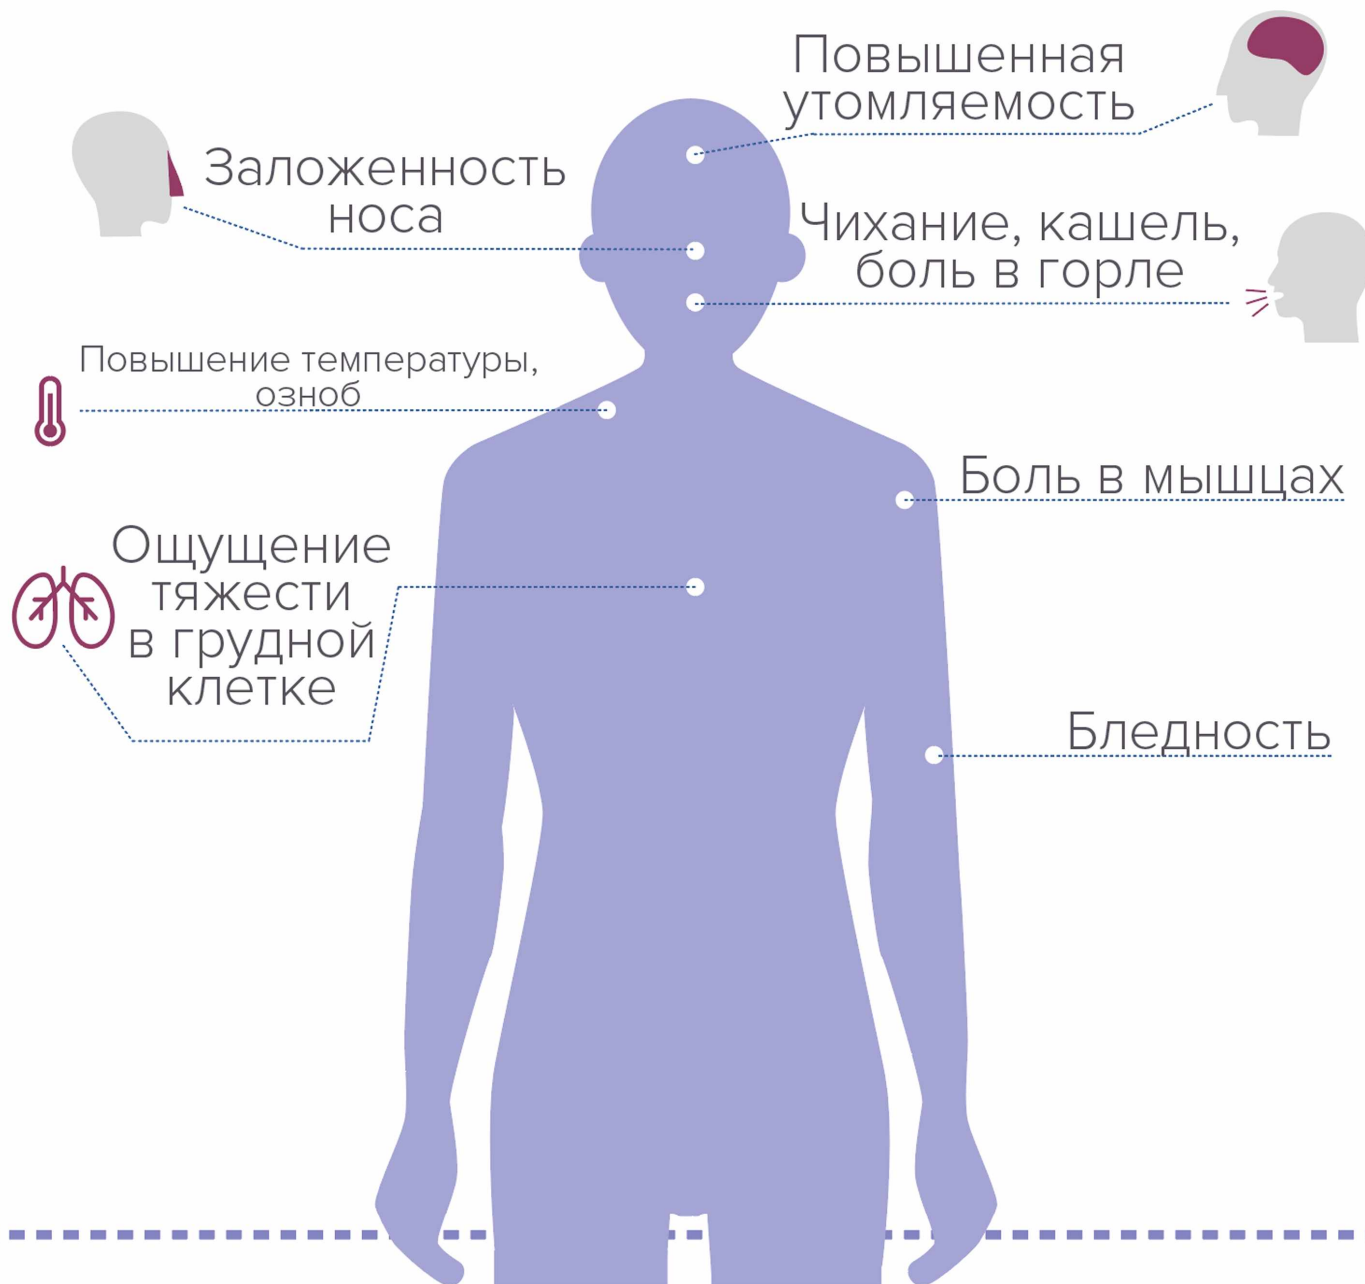 Повышенная
утомляемость
Заложенность
носа
Чихание, кашель,
боль в горле
Повышение температуры,
озноб
Боль в мышцах
Ощущение
тяжести
в грудной
клетке
Бледность